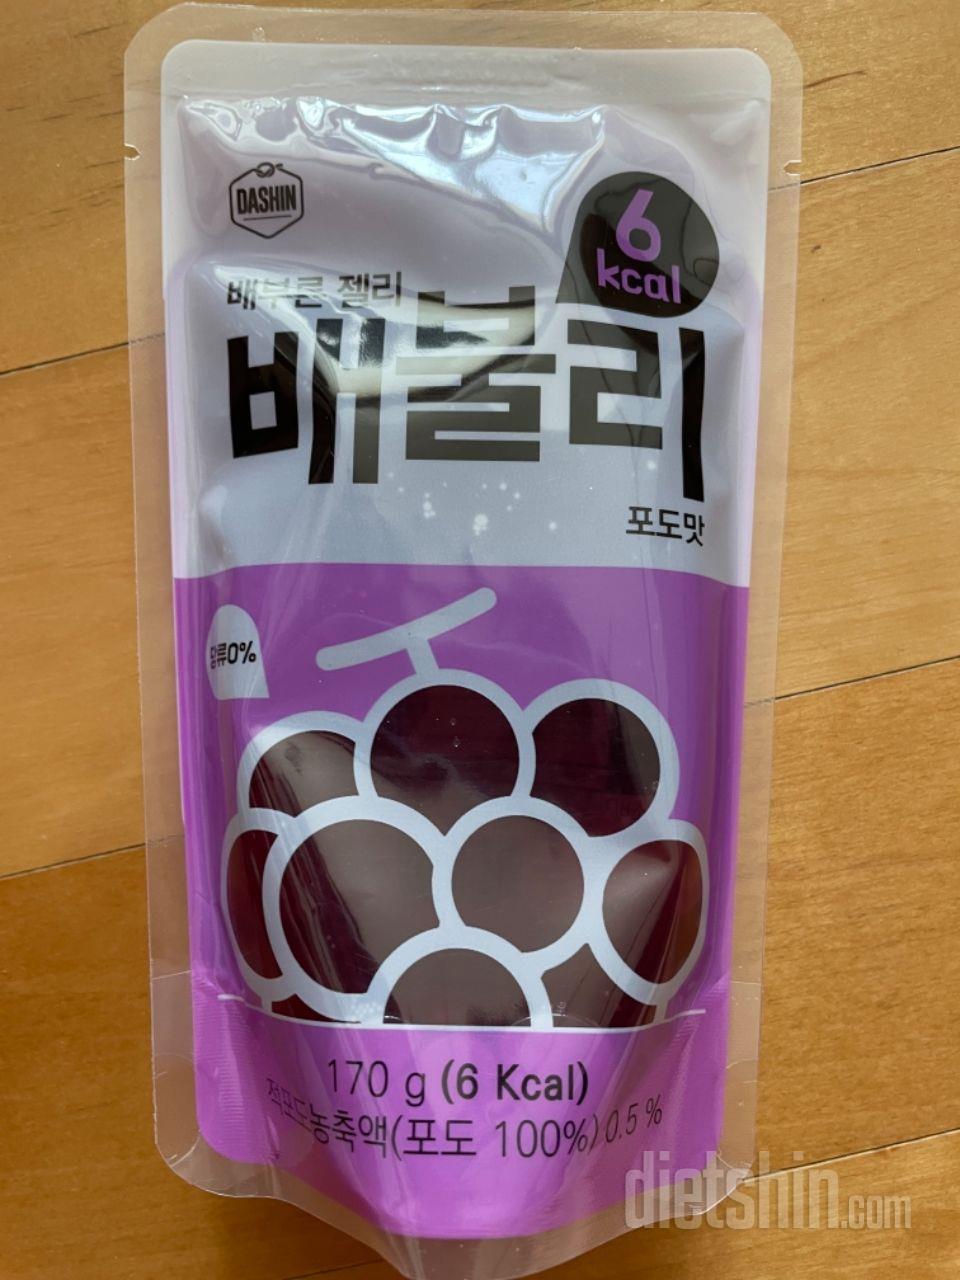 DASHIN
6
kcal
배부른 젤리
배불리
포도맛
당류0%
170 g (6 Kcal)
적포도농축액(포도 100%) 0.5 %
dietshin.com